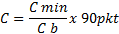 C = C min / C b x 90pkt